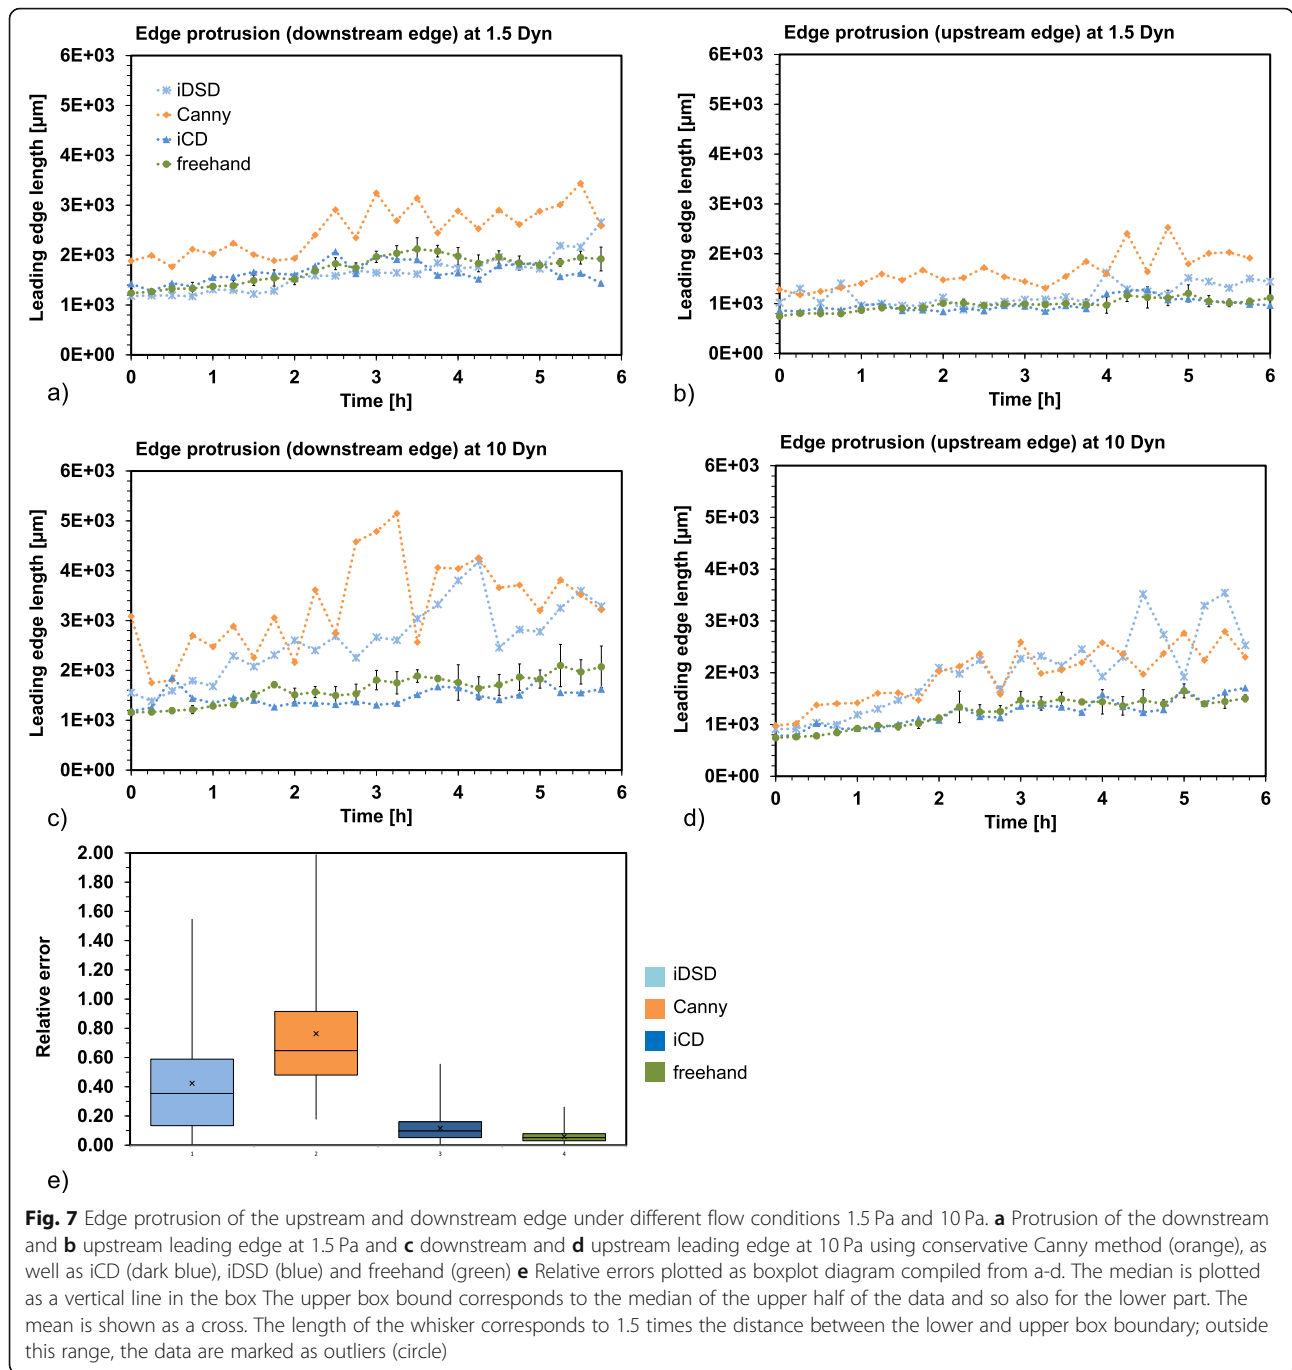 Edge protrusion (downstream edge) at 1.5 Dyn
6E+03
5E+03
4E+03
3E+03
2E+03
1E+03
0E+00
Leading edge length [µm]
iDSD
Canny
iCD
freehand
0 1 2 3 4 5 6
Time [h]
a)
Edge protrusion (upstream edge) at 1.5 Dyn
6E+03
5E+03
4E+03
3E+03
2E+03
1E+03
0E+00
Leading edge length [µm]
0 1 2 3 4 5 6
Time [h]
b)
Edge protrusion (downstream edge) at 10 Dyn
6E+03
5E+03
4E+03
3E+03
2E+03
1E+03
0E+00
Leading edge length [µm]
0 1 2 3 4 5 6
Time [h]
c)
Edge protrusion (upstream edge) at 10 Dyn
6E+03
5E+03
4E+03
3E+03
2E+03
1E+03
0E+00
Leading edge length [µm]
0 1 2 3 4 5 6
Time [h]
d)
2.00
1.80
1.60
1.40
1.20
1.00
0.80
0.60
0.40
0.20
0.00
Relative error
1 2 3 4
iDSD
Canny
iCD
freehand
e)
Fig. 7 Edge protrusion of the upstream and downstream edge under different flow conditions 1.5 Pa and 10 Pa. a Protrusion of the downstream
and b upstream leading edge at 1.5 Pa and c downstream and d upstream leading edge at 10 Pa using conservative Canny method (orange), as
well as iCD (dark blue), iDSD (blue) and freehand (green) e Relative errors plotted as boxplot diagram compiled from a-d. The median is plotted
as a vertical line in the box The upper box bound corresponds to the median of the upper half of the data and so also for the lower part. The
mean is shown as a cross. The length of the whisker corresponds to 1.5 times the distance between the lower and upper box boundary; outside
this range, the data are marked as outliers (circle)